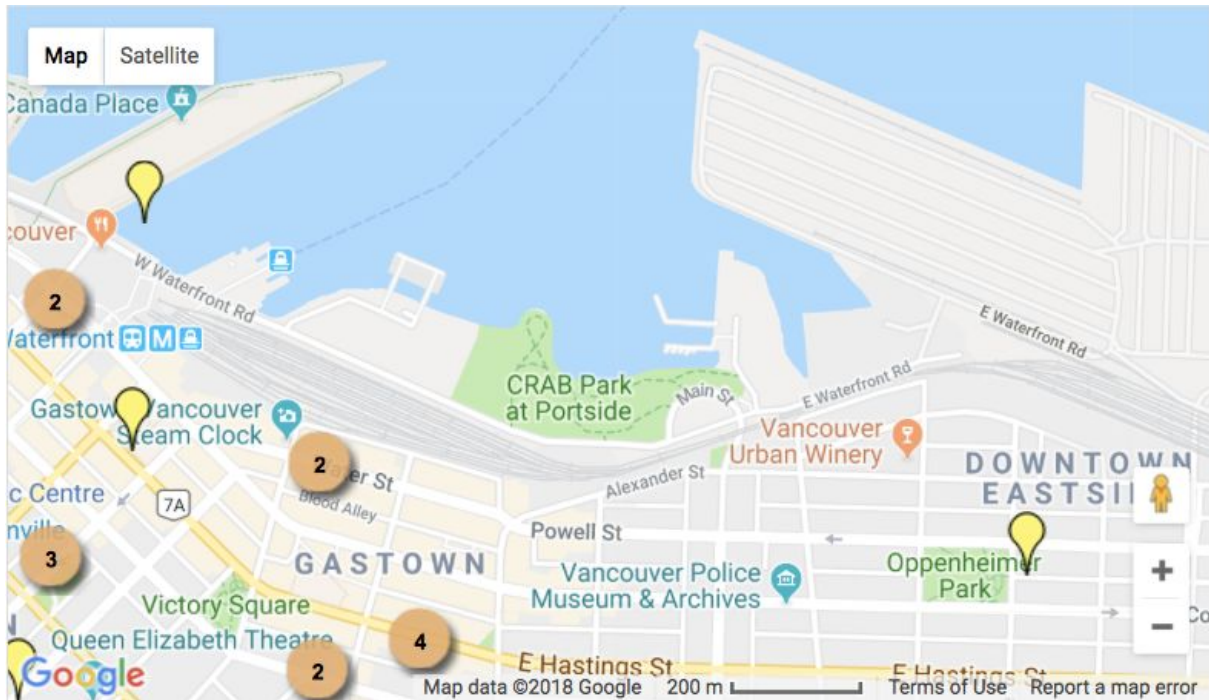 Map
Satellite
Canada Place
couver
2
W Waterfront Rd
Waterfront
M
E Waterfront Rd
CRAB Park
at Portside
Main St
E Waterfront Rd
Gastown Vancouver
Steam Clock
Vancouver
Urban Winery
2
Water St
Blood Alley
Alexander St
DOWNTOWN
EASTSI
c Centre
7A
nville
3
Powell St
GASTOWN
Oppenheimer
Park
Vancouver Police
Museum & Archives
+
Victory Square
4
−
Co
Queen Elizabeth Theatre
2
N
E Hastings St
E Hastings St
Google
Map data ©2018 Google
200 m
Terms of Use
Report a map error